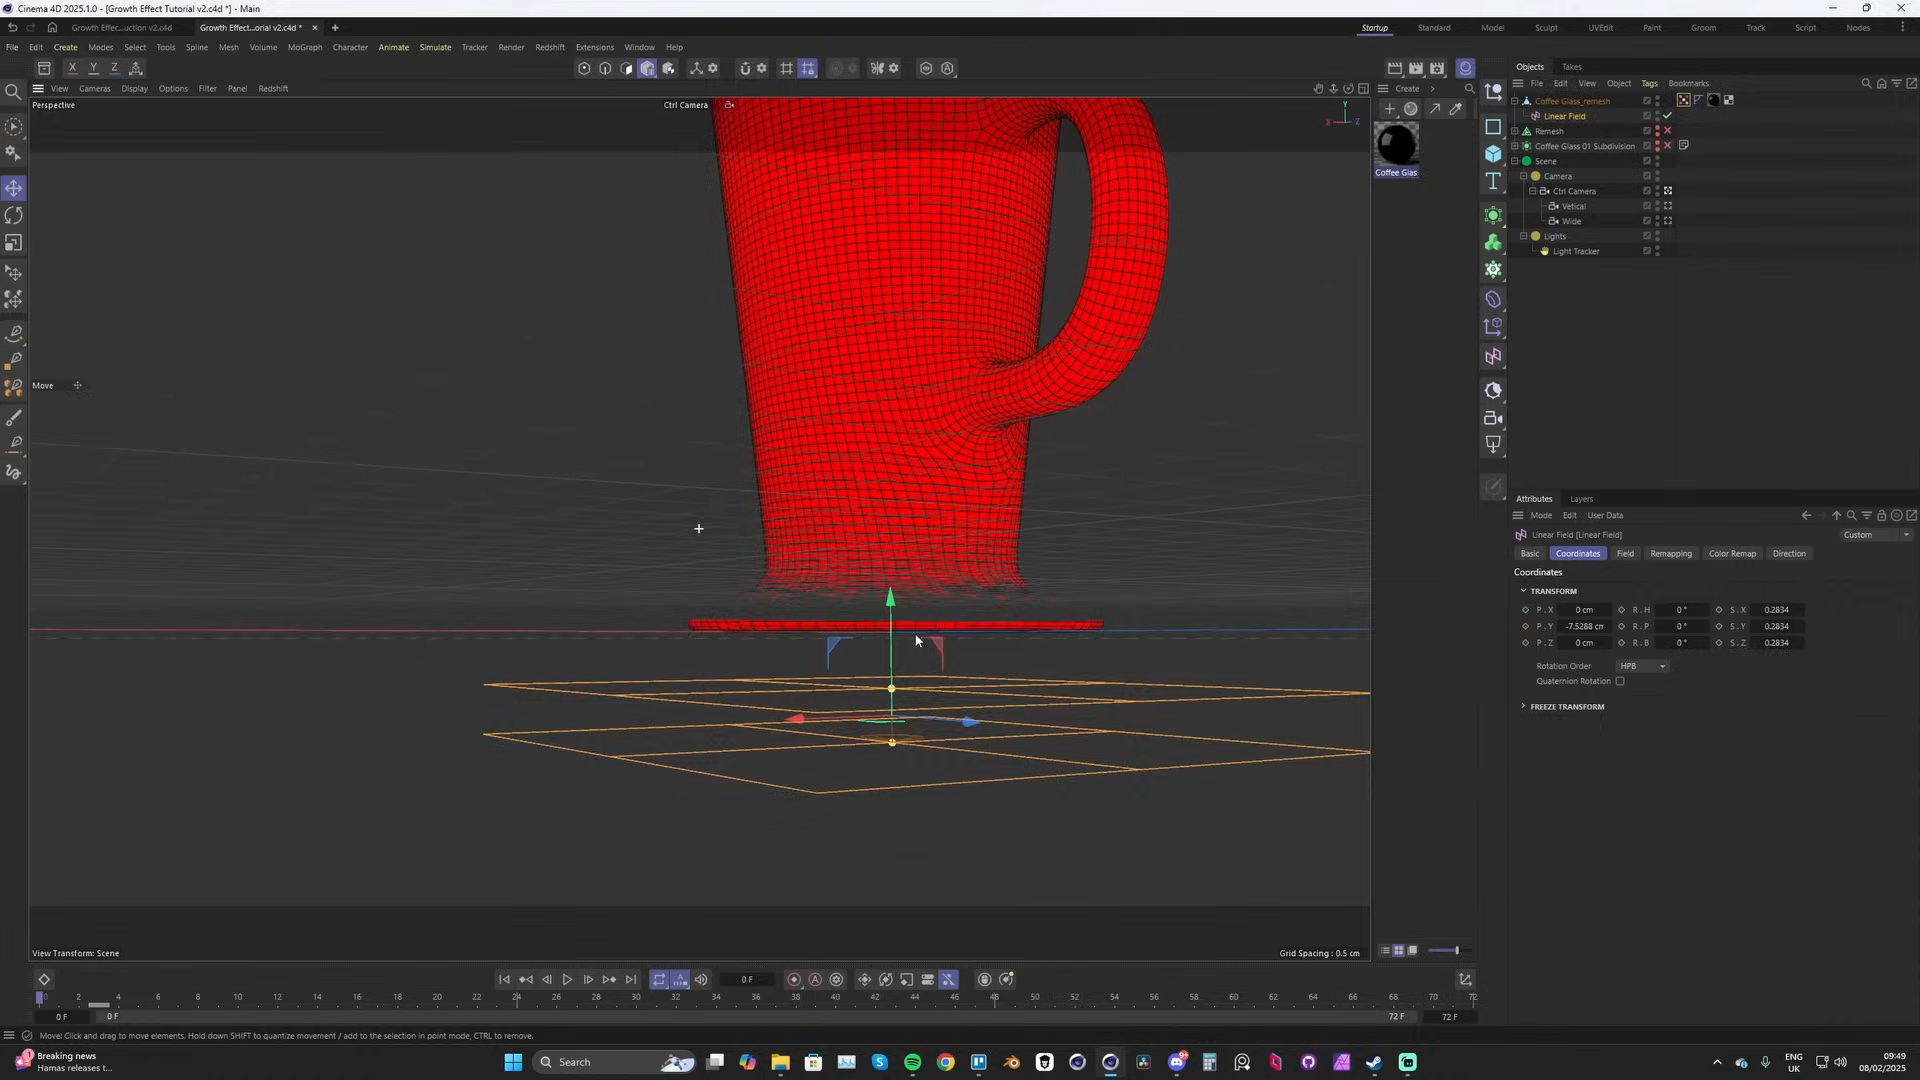 Cinema 4D 2025.1.0 - [Growth Effect Tutorial v2.c4d *] - Main
Growth Effec...uction v2.c4d
Growth Effect...orial v2.c4d *
Startup
Standard
Model
Sculpt
UVEdit
Paint
Groom
Track
Script
Nodes
File Edit Create Modes Select Tools Spline Mesh Volume MoGraph Character Animate Simulate Tracker Render Redshift Extensions Window Help
X Y Z
View Cameras Display Options Filter Panel Redshift
Perspective
Ctrl Camera
Y
X
Z
Move
View Transform: Scene
Grid Spacing : 0.5 cm
Create
Coffee Glas
Objects Takes
File Edit View Object Tags Bookmarks
Coffee Glass_remesh
Linear Field
Remesh
Coffee Glass 01 Subdivision
Scene
Camera
Ctrl Camera
Vetical
Wide
Lights
Light Tracker
Attributes Layers
Mode Edit User Data
Linear Field [Linear Field]
Custom
Basic Coordinates Field Remapping Color Remap Direction
Coordinates
TRANSFORM
P . X 0 cm R . H 0 ° S . X 0.2834
P . Y -7.5288 cm R . P 0 ° S . Y 0.2834
P . Z 0 cm R . B 0 ° S . Z 0.2834
Rotation Order HPB
Quaternion Rotation
FREEZE TRANSFORM
0 F
0 2 4 6 8 10 12 14 16 18 20 22 24 26 28 30 32 34 36 38 40 42 44 46 48 50 52 54 56 58 60 62 64 66 68 70 72
0 F
0 F
72 F
72 F
Move: Click and drag to move elements. Hold down SHIFT to quantize movement / add to the selection in point mode, CTRL to remove.
Breaking news
Hamas releases t...
Search
ENG
UK
09:49
08/02/2025